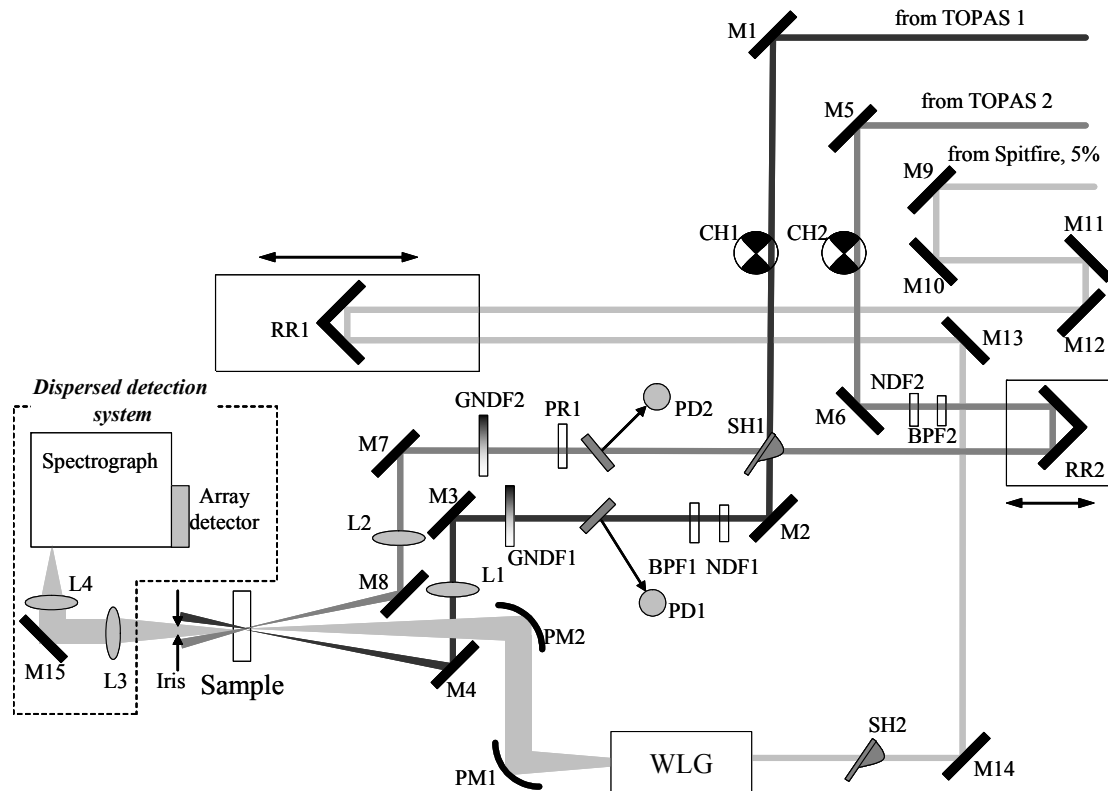 M1
from TOPAS 1
M5
from TOPAS 2
M9
from Spitfire, 5%
M11
CH1
CH2
M10
M12
RR1
M13
Dispersed detection
system
GNDF2
PR1
PD2
NDF2
M6
BPF2
SH1
RR2
M7
Spectrograph
M3
Array
detector
L2
GNDF1
M2
BPF1
NDF1
L1
M8
PD1
L4
PM2
M15
L3
Iris
Sample
M4
SH2
PM1
WLG
M14